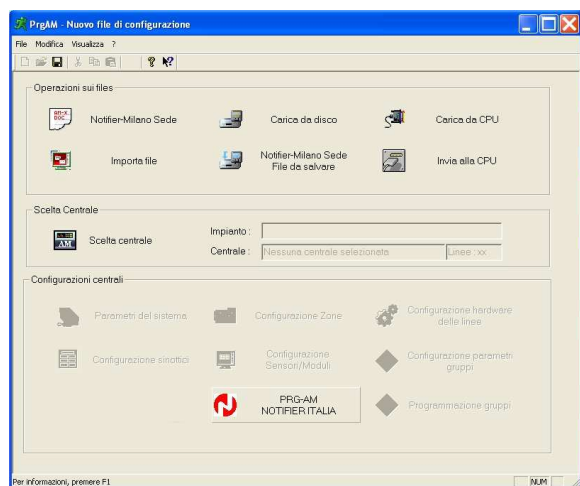 PrgAM - Nuovo file di configurazione
File Modifica Visualizza ?
Operazioni sui files
AM-X
DOC
Notifier-Milano Sede
Carica da disco
Carica da CPU
Importa file
Notifier-Milano Sede
File da salvare
Invia alla CPU
Scelta Centrale
AM
Scelta centrale
Impianto :
Centrale : Nessuna centrale selezionata Linee : xx
Configurazioni centrali
Parametri del sistema
Configurazione Zone
Configurazione hardware
delle linee
Configurazione sinottici
Configurazione
Sensori/Moduli
Configurazione parametri
gruppi
PRG-AM
NOTIFIER ITALIA
Programmazione gruppi
Per informazioni, premere F1
NUM